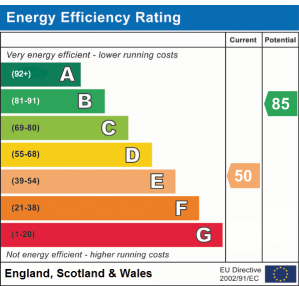 Energy Efficiency Rating
Current Potential
Very energy efficient - lower running costs
(92+) A
(81-91) B
85
(69-80) C
(55-68) D
(39-54) E
50
(21-38) F
(1-20) G
Not energy efficient - higher running costs
England, Scotland & Wales
EU Directive
2002/91/EC